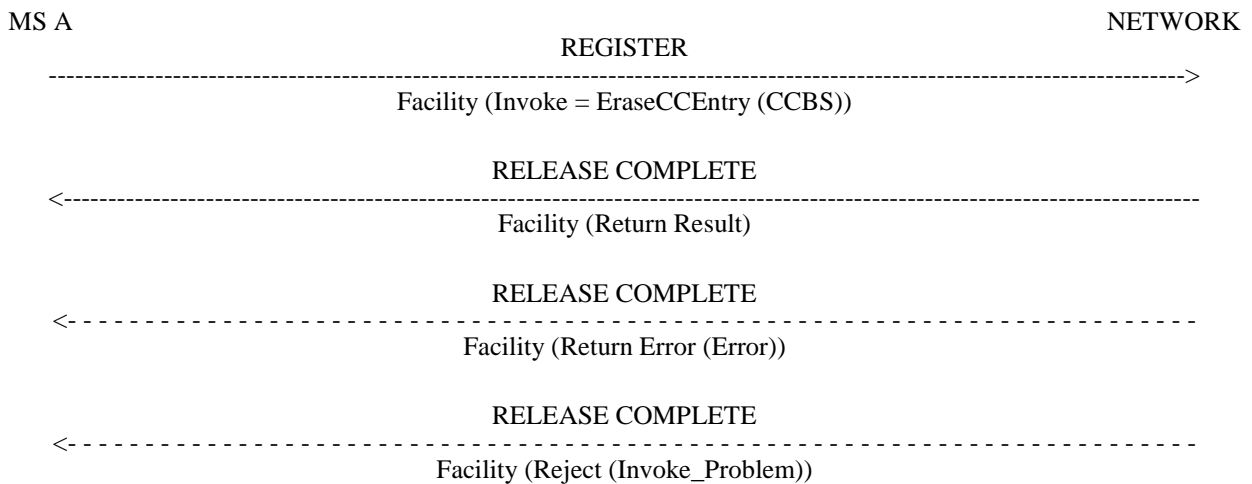 MS A NETWORK
REGISTER
Facility (Invoke = EraseCCEntry (CCBS))
RELEASE COMPLETE
Facility (Return Result)
RELEASE COMPLETE
Facility (Return Error (Error))
RELEASE COMPLETE
Facility (Reject (Invoke_Problem))